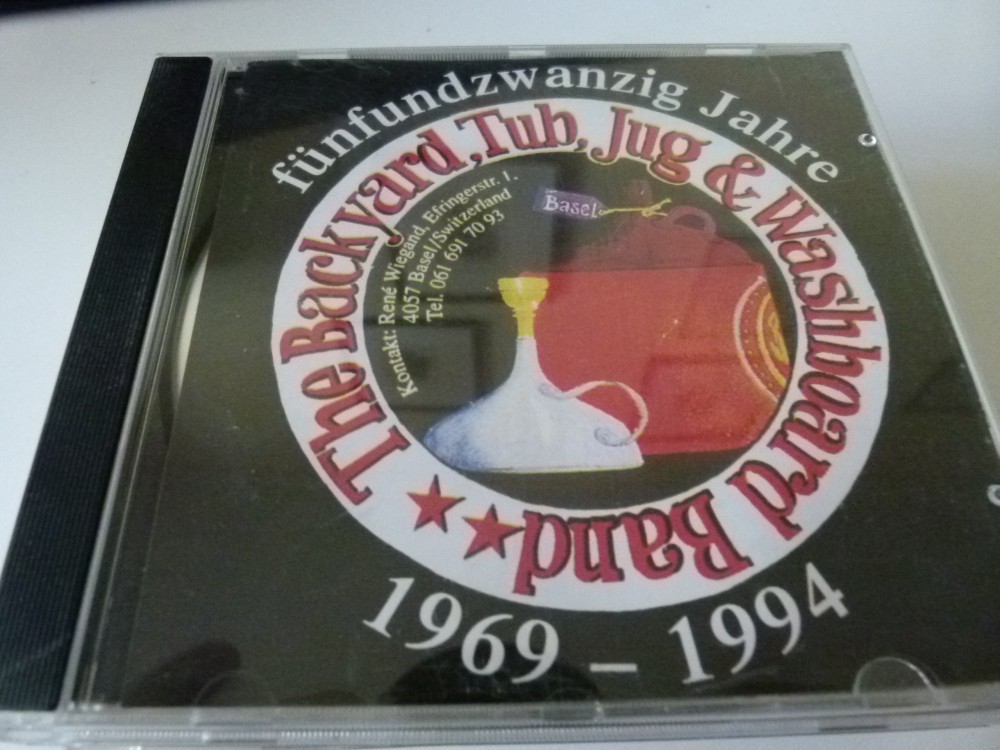 fünfundzwanzig Jahre
The Backyard, Tub, Jug & Washboard Band
Kontakt: René Wiegand, Efringerstr. 1.
4057 Basel/Switzerland
Tel. 061 691 70 93
Basel
1969 – 1994